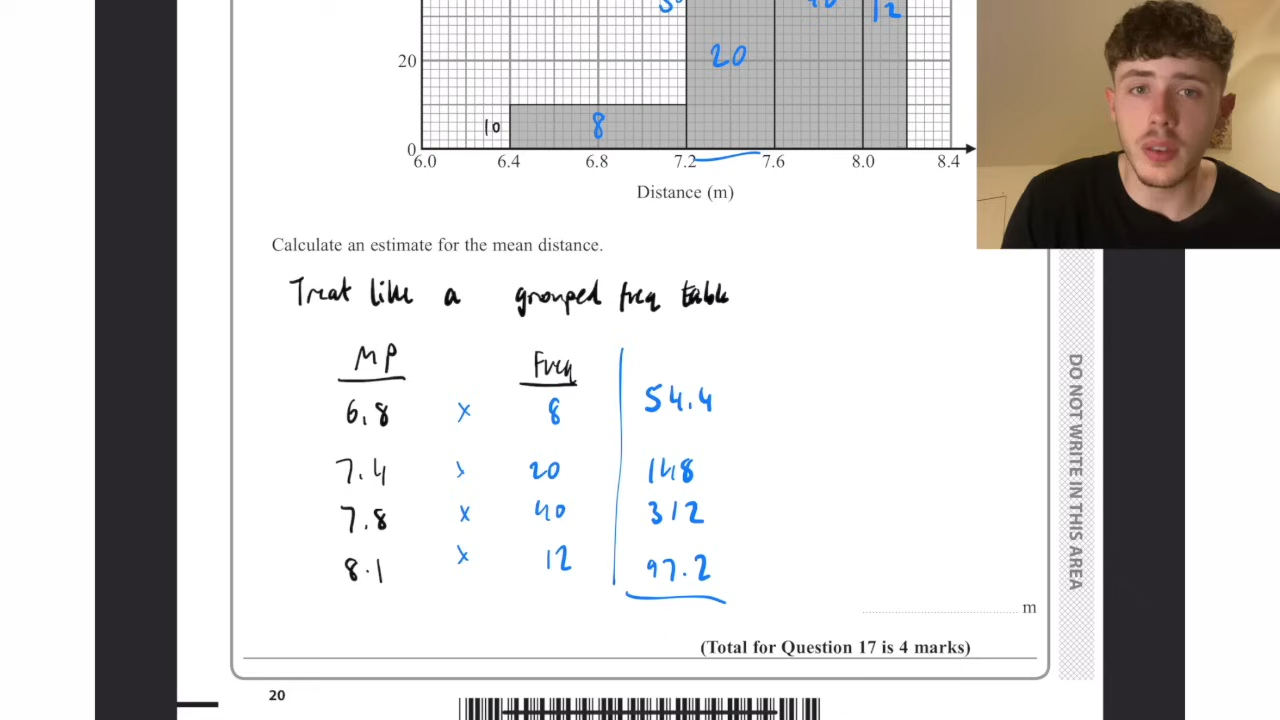 40 12
20
20
10 8
0
6.0 6.4 6.8 7.2 7.6 8.0 8.4
Distance (m)
Calculate an estimate for the mean distance.
Treat like a grouped freq table
MP Freq
6.8 x 8 54.4
7.4 x 20 148
7.8 x 40 312
8.1 x 12 97.2
m
(Total for Question 17 is 4 marks)
20
DO NOT WRITE IN THIS AREA